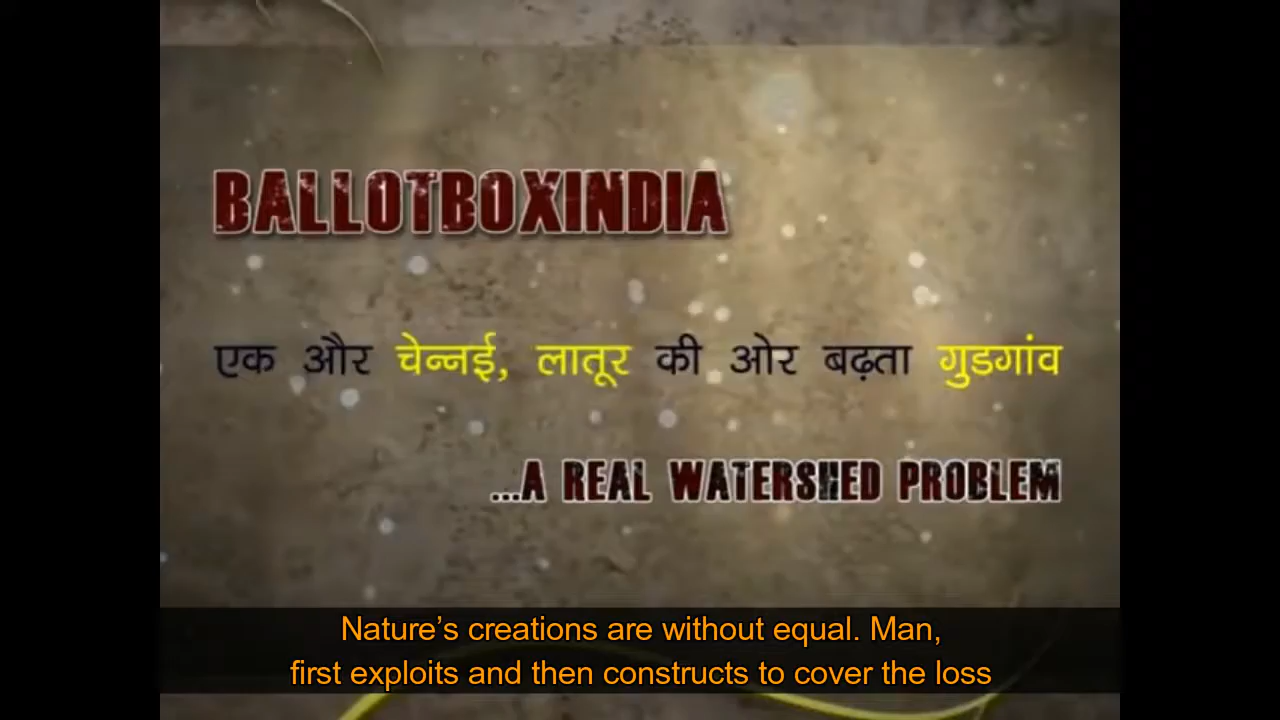 BALLOTBOXINDIA
एक और चेन्नई, लातूर की ओर बढ़ता गुडगांव
...A REAL WATERSHED PROBLEM
Nature’s creations are without equal. Man,
first exploits and then constructs to cover the loss